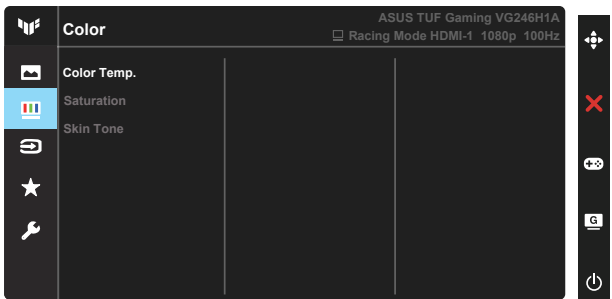 ASUS TUF Gaming VG246H1A
Color
Racing Mode HDMI-1 1080p 100Hz
Color Temp.
Saturation
Skin Tone
G